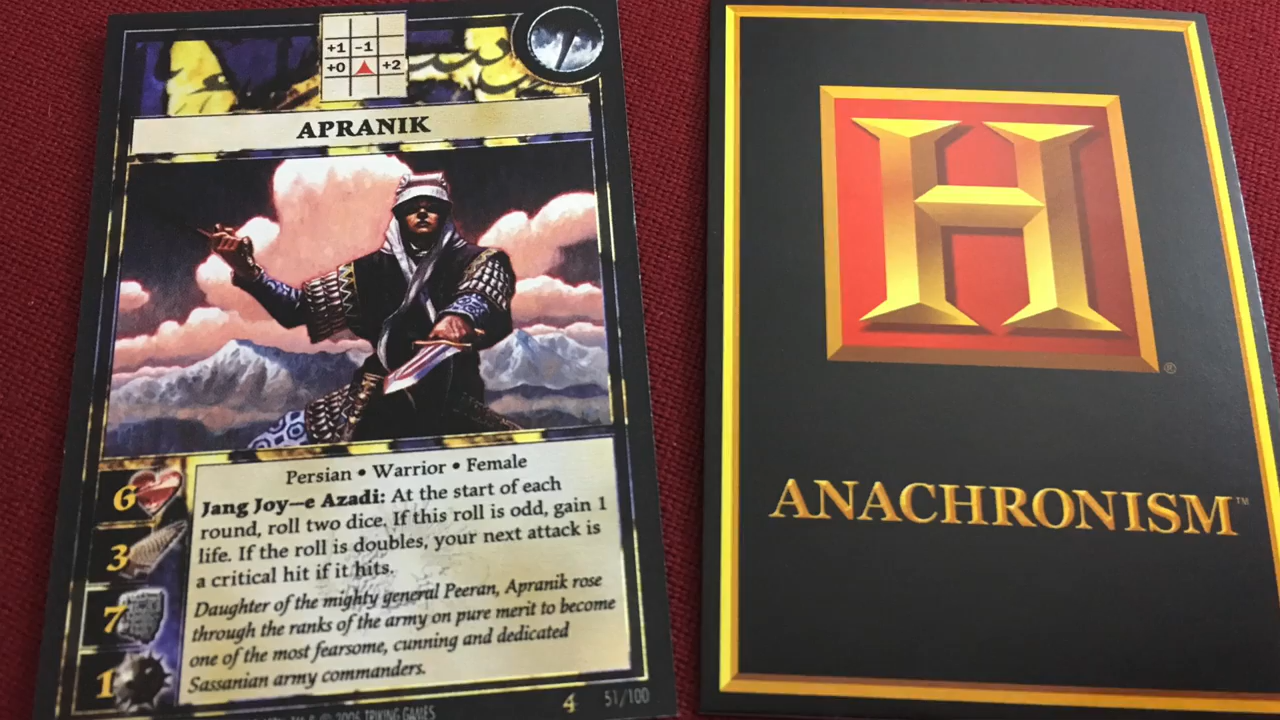 +1 -1
+0 +2
APRANIK
6
3
7
1
Persian • Warrior • Female
Jang Joy—e Azadi: At the start of each
round, roll two dice. If this roll is odd, gain 1
life. If the roll is doubles, your next attack is
a critical hit if it hits.
Daughter of the mighty general Peeran, Apranik rose
through the ranks of the army on pure merit to become
one of the most fearsome, cunning and dedicated
Sassanian army commanders.
© 2006 TRIKING GAMES
4 51/100
H
®
ANACHRONISM™